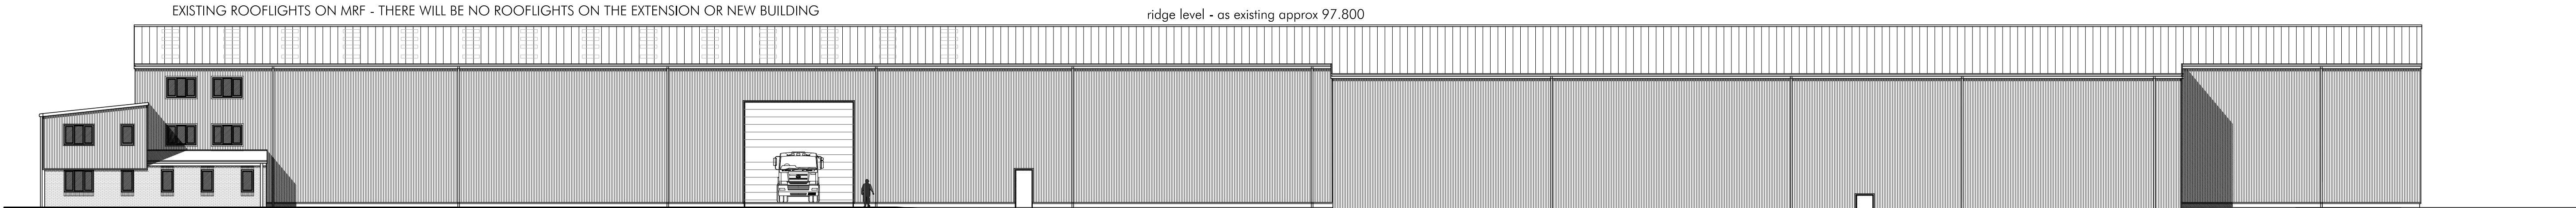 EXISTING ROOFLIGHTS ON MRF - THERE WILL BE NO ROOFLIGHTS ON THE EXTENSION OR NEW BUILDING
ridge level - as existing approx 97.800